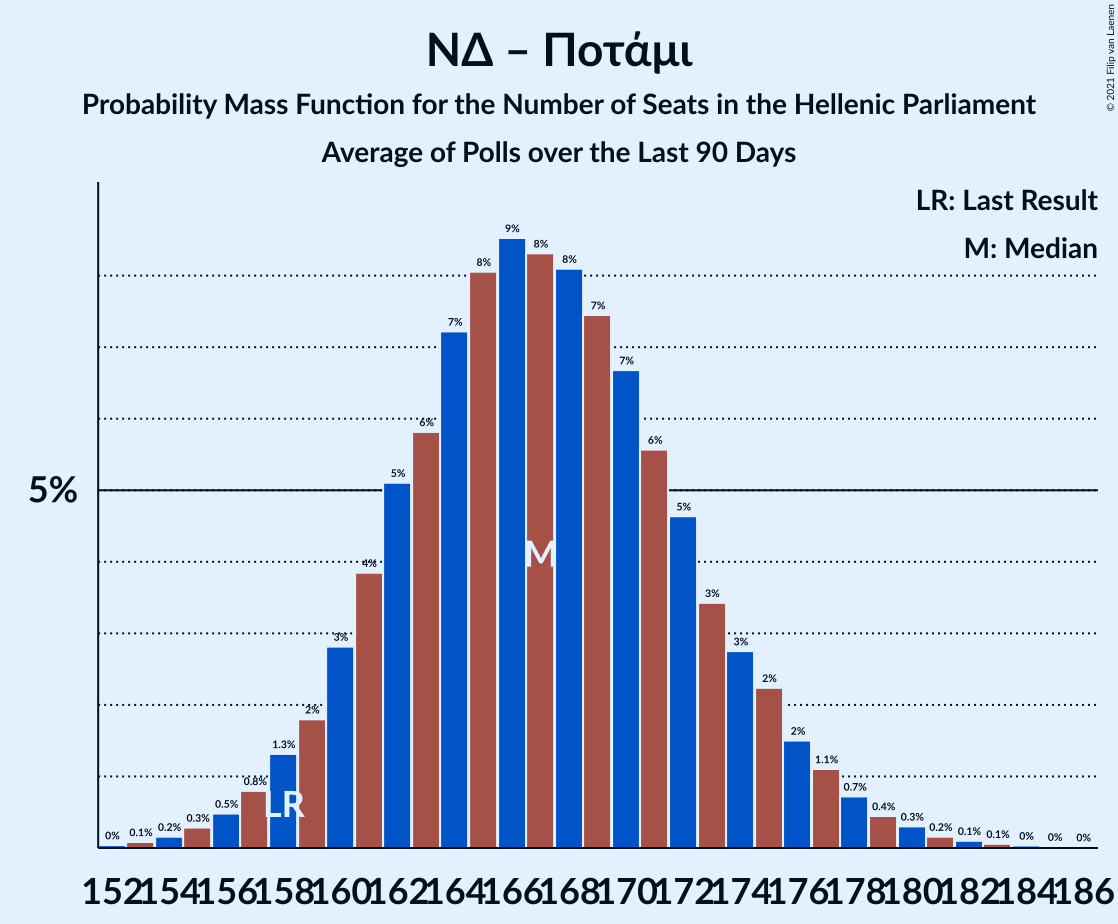 ΝΔ – Ποτάμι
Probability Mass Function for the Number of Seats in the Hellenic Parliament
Average of Polls over the Last 90 Days
© 2021 Filip van Laenen
LR: Last Result
M: Median
5%
0% 0.1% 0.2% 0.3% 0.5% 0.8% 1.3% 2% 3% 4% 5% 6% 7% 8% 9% 8% 8% 7% 7% 6% 5% 3% 3% 2% 2% 1.1% 0.7% 0.4% 0.3% 0.2% 0.1% 0.1% 0% 0% 0%
M
LR
152 154 156 158 160 162 164 166 168 170 172 174 176 178 180 182 184 186